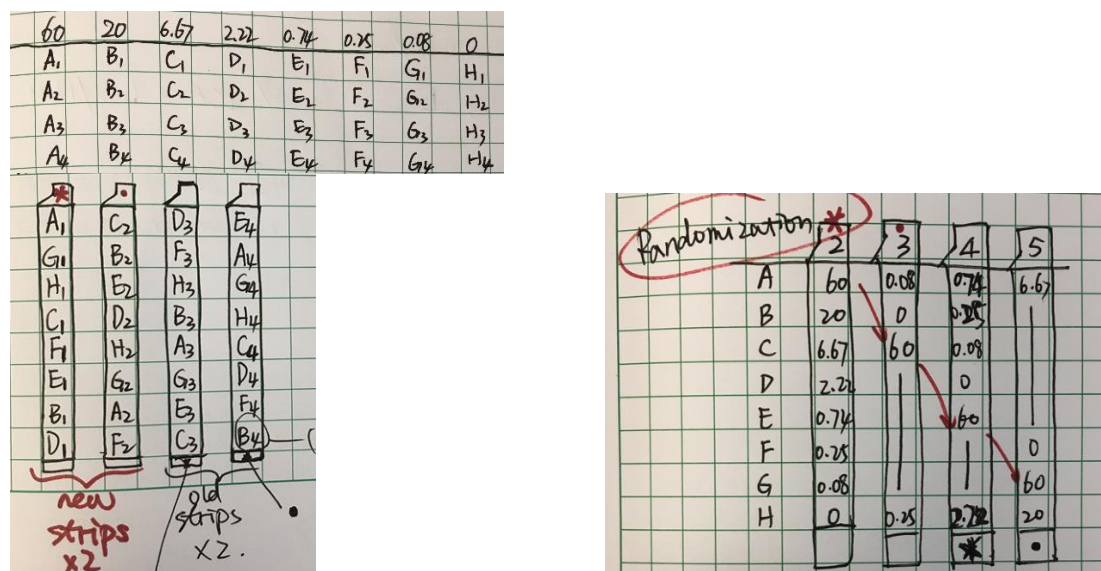 60 20 6.67 2.22 0.74 0.25 0.08 0
A₁ B₁ C₁ D₁ E₁ F₁ G₁ H₁
A₂ B₂ C₂ D₂ E₂ F₂ G₂ H₂
A₃ B₃ C₃ D₃ E₃ F₃ G₃ H₃
A₄ B₄ C₄ D₄ E₄ F₄ G₄ H₄
*
A₁ C₂ D₃ E₄
G₁ B₂ F₃ A₄
H₁ E₂ H₃ G₄
C₁ D₂ B₃ H₄
F₁ H₂ A₃ C₄
E₁ G₂ G₃ D₄
B₁ A₂ E₃ F₄
D₁ F₂ C₃ B₄
new old
strips strips
x2 x2.
Randomization *
2 3 4 5
A 60 0.08 0.74 6.67
B 20 0 0.25
C 6.67 60 0.08
D 2.22 0
E 0.74 60
F 0.25 0
G 0.08 60
H 0 0.25 2.22 20
*